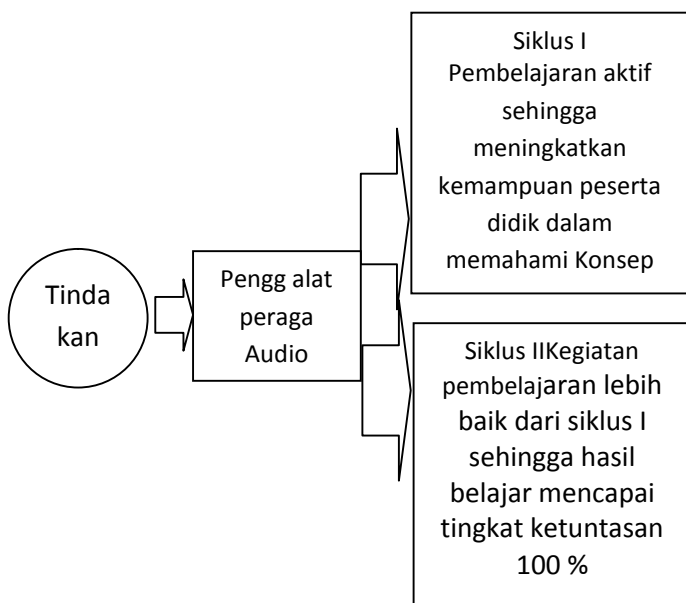 Siklus I
Pembelajaran aktif
sehingga
meningkatkan
kemampuan peserta
didik dalam
memahami Konsep
Tinda
kan
Pengg alat
peraga
Audio
Siklus IIKegiatan
pembelajaran lebih
baik dari siklus I
sehingga hasil
belajar mencapai
tingkat ketuntasan
100 %